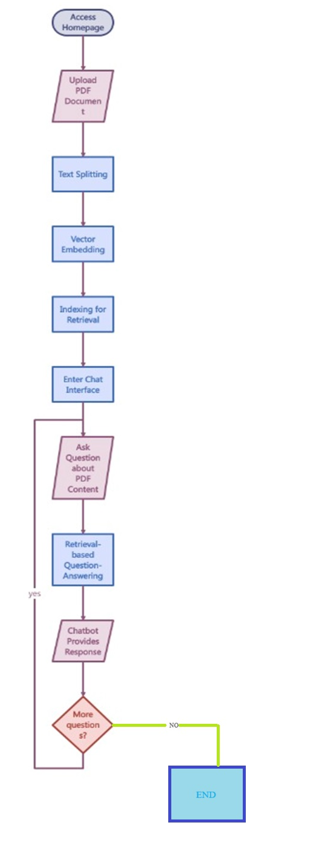 Access
Homepage
Upload
PDF
Documen
t
Text Splitting
Vector
Embedding
Indexing for
Retrieval
Enter Chat
Interface
Ask
Question
about
PDF
Content
Retrieval-
based
Question-
Answering
yes
Chatbot
Provides
Response
More
question
s?
NO
END